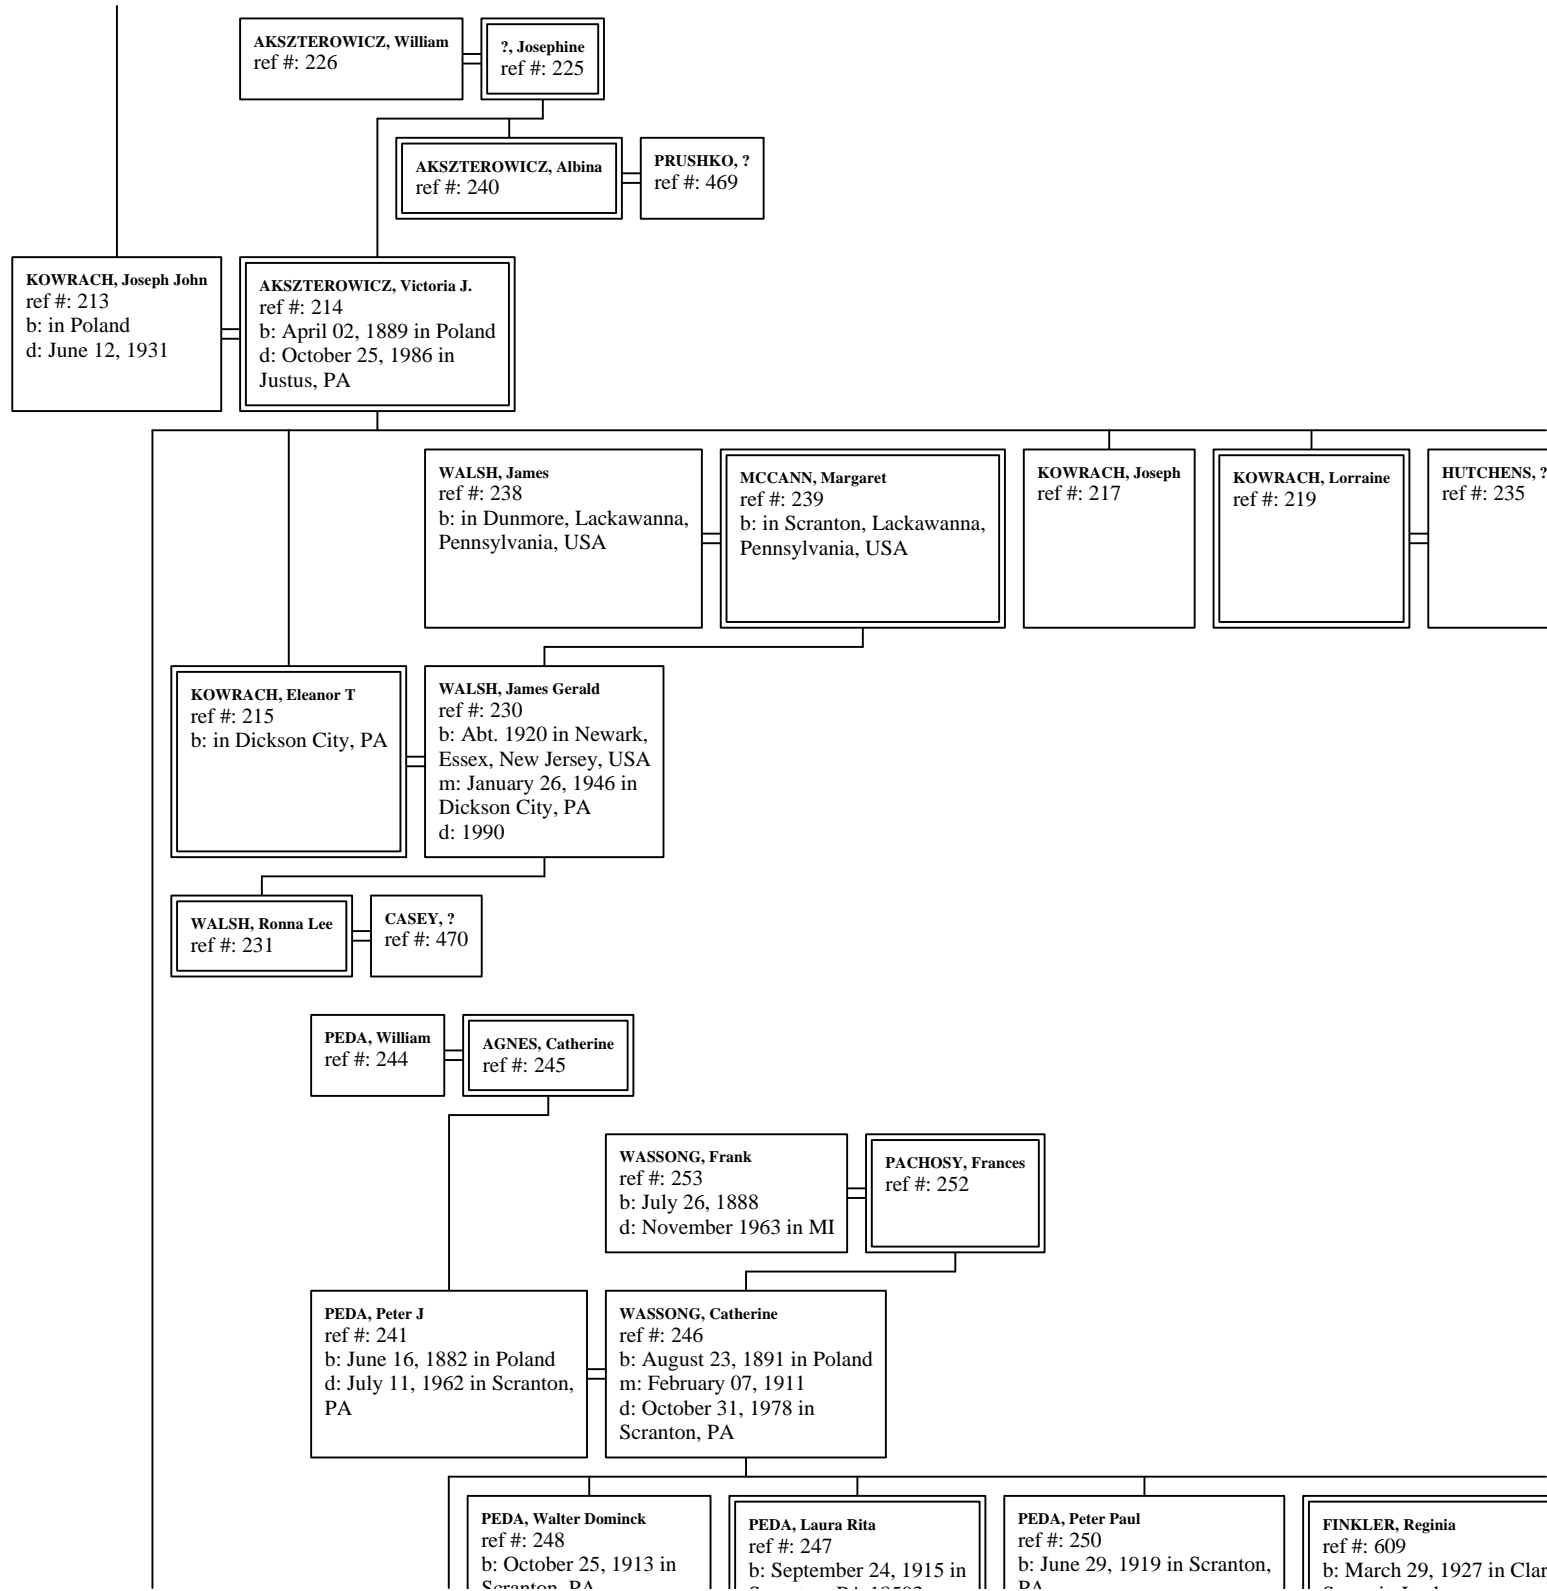 AKSZTEROWICZ, William
ref #: 226
?, Josephine
ref #: 225
AKSZTEROWICZ, Albina
ref #: 240
PRUSHKO, ?
ref #: 469
KOWRACH, Joseph John
ref #: 213
b: in Poland
d: June 12, 1931
AKSZTEROWICZ, Victoria J.
ref #: 214
b: April 02, 1889 in Poland
d: October 25, 1986 in
Justus, PA
WALSH, James
ref #: 238
b: in Dunmore, Lackawanna,
Pennsylvania, USA
MCCANN, Margaret
ref #: 239
b: in Scranton, Lackawanna,
Pennsylvania, USA
KOWRACH, Joseph
ref #: 217
KOWRACH, Lorraine
ref #: 219
HUTCHENS, ?
ref #: 235
KOWRACH, Eleanor T
ref #: 215
b: in Dickson City, PA
WALSH, James Gerald
ref #: 230
b: Abt. 1920 in Newark,
Essex, New Jersey, USA
m: January 26, 1946 in
Dickson City, PA
d: 1990
WALSH, Ronna Lee
ref #: 231
CASEY, ?
ref #: 470
PEDA, William
ref #: 244
AGNES, Catherine
ref #: 245
WASSONG, Frank
ref #: 253
b: July 26, 1888
d: November 1963 in MI
PACHOSY, Frances
ref #: 252
PEDA, Peter J
ref #: 241
b: June 16, 1882 in Poland
d: July 11, 1962 in Scranton,
PA
WASSONG, Catherine
ref #: 246
b: August 23, 1891 in Poland
m: February 07, 1911
d: October 31, 1978 in
Scranton, PA
PEDA, Walter Dominck
ref #: 248
b: October 25, 1913 in
Scranton, PA
PEDA, Laura Rita
ref #: 247
b: September 24, 1915 in
PEDA, Peter Paul
ref #: 250
b: June 29, 1919 in Scranton,
PA
FINKLER, Reginia
ref #: 609
b: March 29, 1927 in Clar